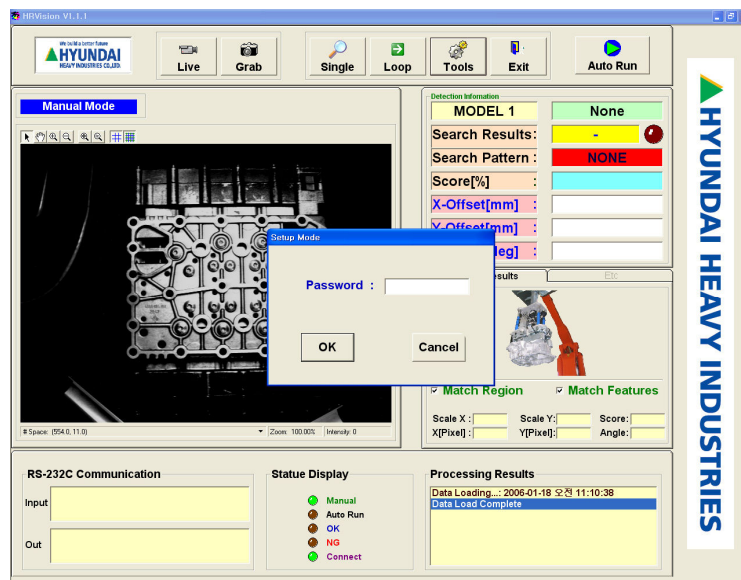 HRVision V1.1.1
We build a better future
HYUNDAI
HEAVY INDUSTRIES CO.,LTD.
Live
Grab
Single
Loop
Tools
Exit
Auto Run
Manual Mode
# Space: (554.0, 11.0)
Zoom: 100.00%
Intensity: 0
Detection Information
MODEL 1
None
Search Results:
-
Search Pattern :
NONE
Score[%] :
X-Offset[mm] :
Y-Offset[mm] :
eg] :
Setup Mode
Password :
OK
Cancel
sults
Etc
Match Region
Match Features
Scale X :
Scale Y:
Score:
X[Pixel] :
Y[Pixel]:
Angle:
RS-232C Communication
Input
Out
Statue Display
Manual
Auto Run
OK
NG
Connect
Processing Results
Data Loading...: 2006-01-18 오전 11:10:38
Data Load Complete
HYUNDAI HEAVY INDUSTRIES